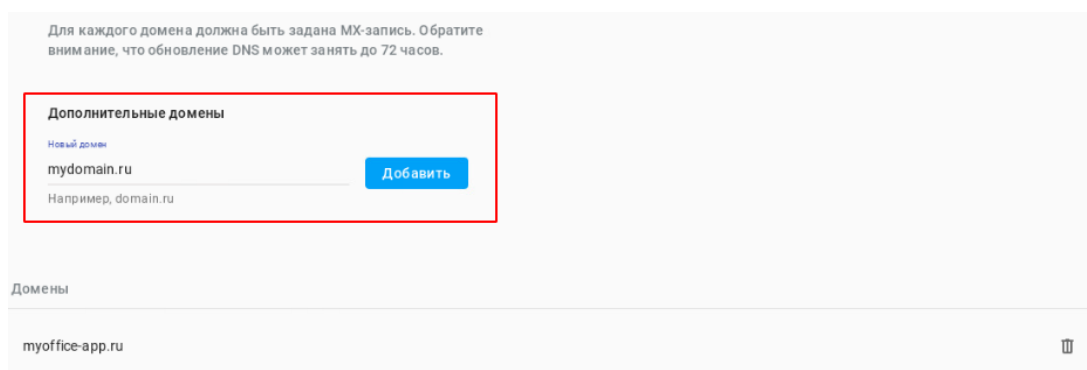 Для каждого домена должна быть задана MX-запись. Обратите
внимание, что обновление DNS может занять до 72 часов.
Дополнительные домены
Новый домен
mydomain.ru
Добавить
Например, domain.ru
Домены
myoffice-app.ru